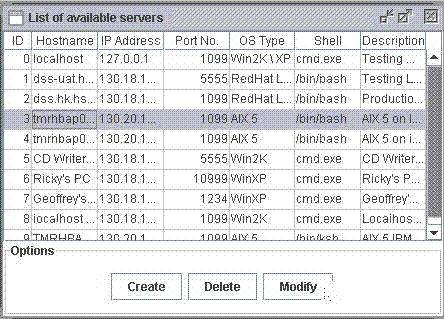 List of available servers
ID Hostname IP Address Port No. OS Type Shell Description
0 localhost 127.0.0.1 1099 Win2K\XP cmd.exe Testing ...
1 dss-uat.h... 130.18.1... 5555 RedHat L... /bin/bash Testing L...
2 dss.hk.hs... 130.18.1... 1099 RedHat L... /bin/bash Productio...
3 tmrhbap0... 130.20.1... 1099 AIX 5 /bin/bash AIX 5 on I...
4 tmrhbap0... 130.20.1... 1099 AIX 5 /bin/bash AIX 5 on I...
5 CD Writer... 130.18.1... 5555 Win2K cmd.exe Testing ...
6 Ricky's PC 130.18.1... 10999 WinXP cmd.exe Testing ...
7 Geoffrey's... 130.18.1... 1234 WinXP cmd.exe Geoffrey'...
8 localhost ... 130.18.1... 1099 Win2K cmd.exe Localhos...
9 TMRHBA... 130.20.1... 1099 AIX 5 /bin/ksh AIX 5 IBM...
Options
Create Delete Modify